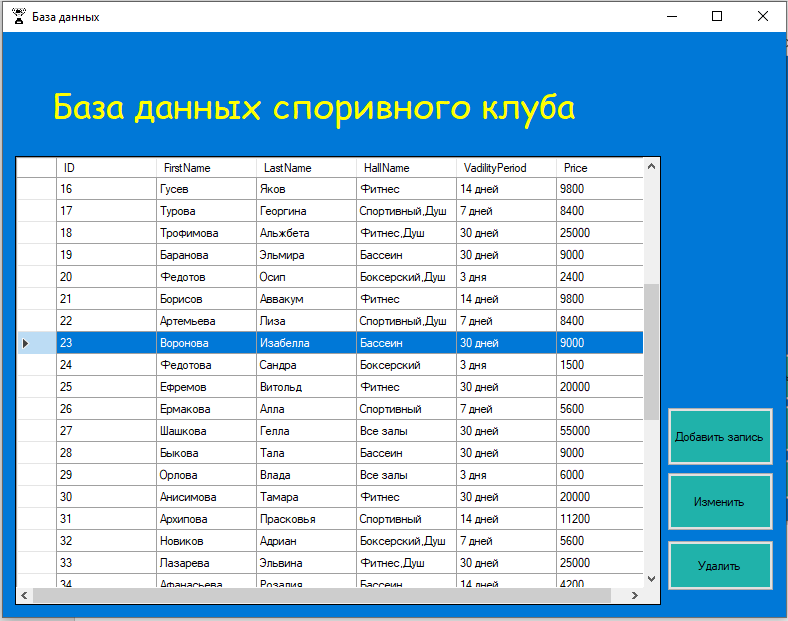 База данных
База данных споривного клуба
ID FirstName LastName HallName VadilityPeriod Price
16 Гусев Яков Фитнес 14 дней 9800
17 Турова Георгина Спортивный,Душ 7 дней 8400
18 Трофимова Альжбета Фитнес,Душ 30 дней 25000
19 Баранова Эльмира Бассеин 30 дней 9000
20 Федотов Осип Боксерский,Душ 3 дня 2400
21 Борисов Аввакум Фитнес 14 дней 9800
22 Артемьева Лиза Спортивный,Душ 7 дней 8400
23 Воронова Изабелла Бассеин 30 дней 9000
24 Федотова Сандра Боксерский 3 дня 1500
25 Ефремов Витольд Фитнес 30 дней 20000
26 Ермакова Алла Спортивный 7 дней 5600
27 Шашкова Гелла Все залы 30 дней 55000
28 Быкова Тала Бассеин 30 дней 9000
29 Орлова Влада Все залы 3 дня 6000
30 Анисимова Тамара Фитнес 30 дней 20000
31 Архипова Прасковья Спортивный 14 дней 11200
32 Новиков Адриан Боксерский,Душ 7 дней 5600
33 Лазарева Эльвина Фитнес,Душ 30 дней 25000
34 Афанасьева Розалия Бассеин 14 дней 4200
Добавить запись
Изменить
Удалить